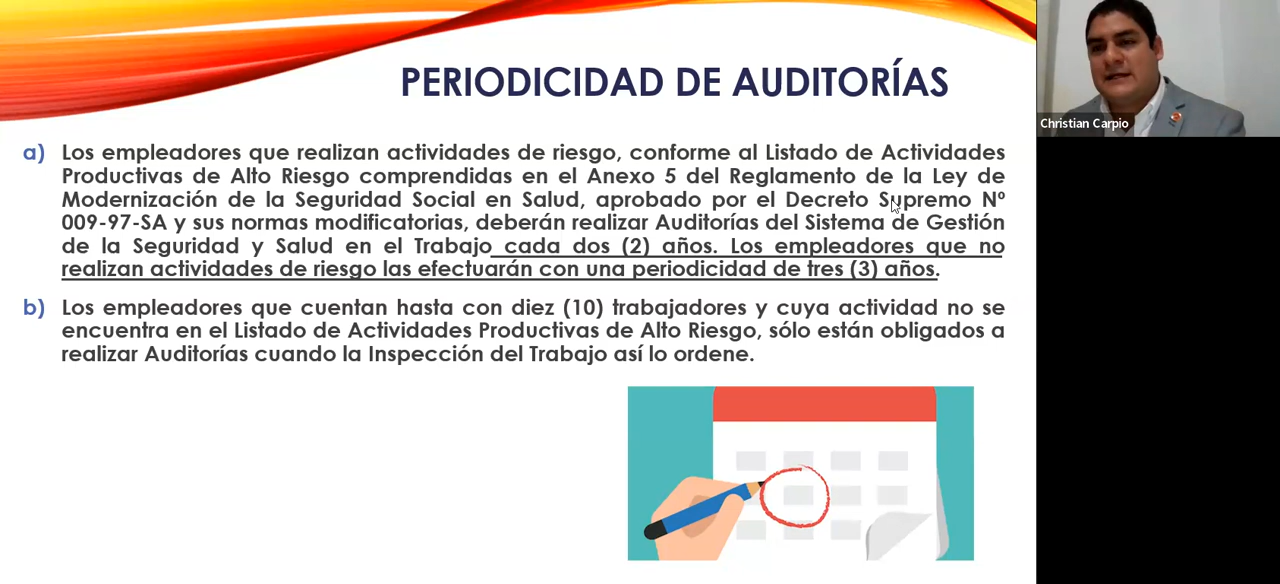 PERIODICIDAD DE AUDITORÍAS
Christian Carpio
a) Los empleadores que realizan actividades de riesgo, conforme al Listado de Actividades
Productivas de Alto Riesgo comprendidas en el Anexo 5 del Reglamento de la Ley de
Modernización de la Seguridad Social en Salud, aprobado por el Decreto Supremo Nº
009-97-SA y sus normas modificatorias, deberán realizar Auditorías del Sistema de Gestión
de la Seguridad y Salud en el Trabajo cada dos (2) años. Los empleadores que no
realizan actividades de riesgo las efectuarán con una periodicidad de tres (3) años.
b) Los empleadores que cuentan hasta con diez (10) trabajadores y cuya actividad no se
encuentra en el Listado de Actividades Productivas de Alto Riesgo, sólo están obligados a
realizar Auditorías cuando la Inspección del Trabajo así lo ordene.